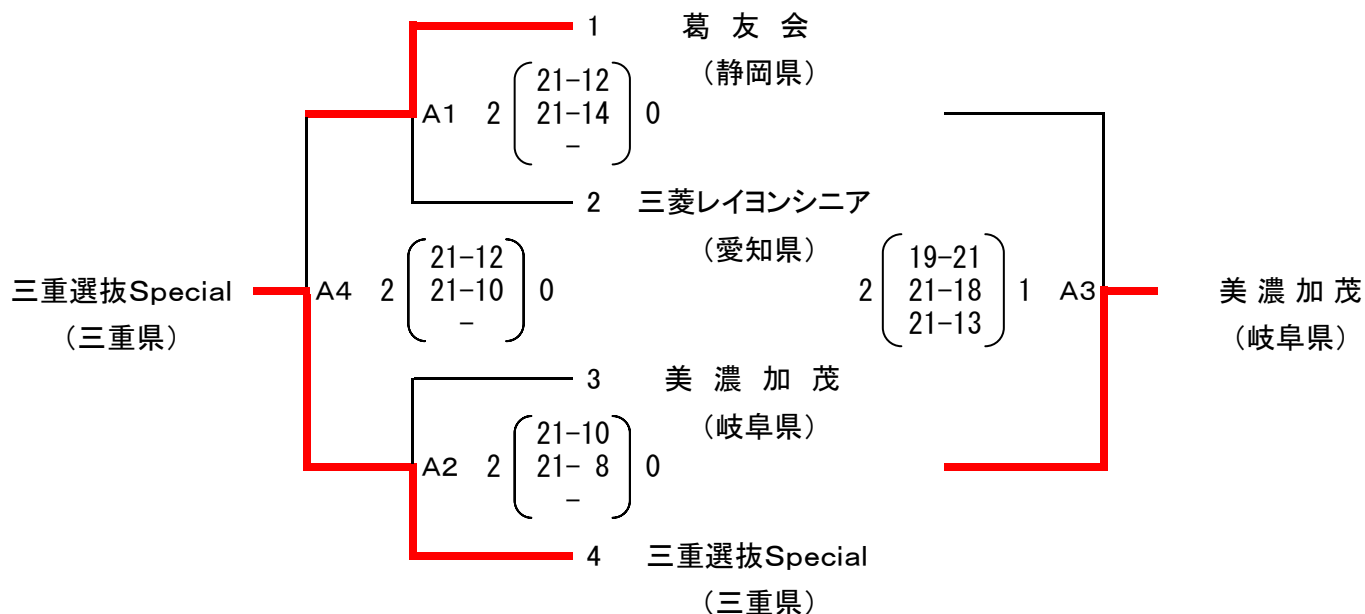 1 葛 友 会
（静岡県）
A1 2 21-12 0
21-14
-
2 三菱レイヨンシニア
（愛知県）
三重選抜Special
（三重県）
A4 2 21-12 0
21-10
-
2 19-21 1 A3
21-18
21-13
美 濃 加 茂
（岐阜県）
3 美 濃 加 茂
（岐阜県）
A2 2 21-10 0
21- 8
-
4 三重選抜Special
（三重県）